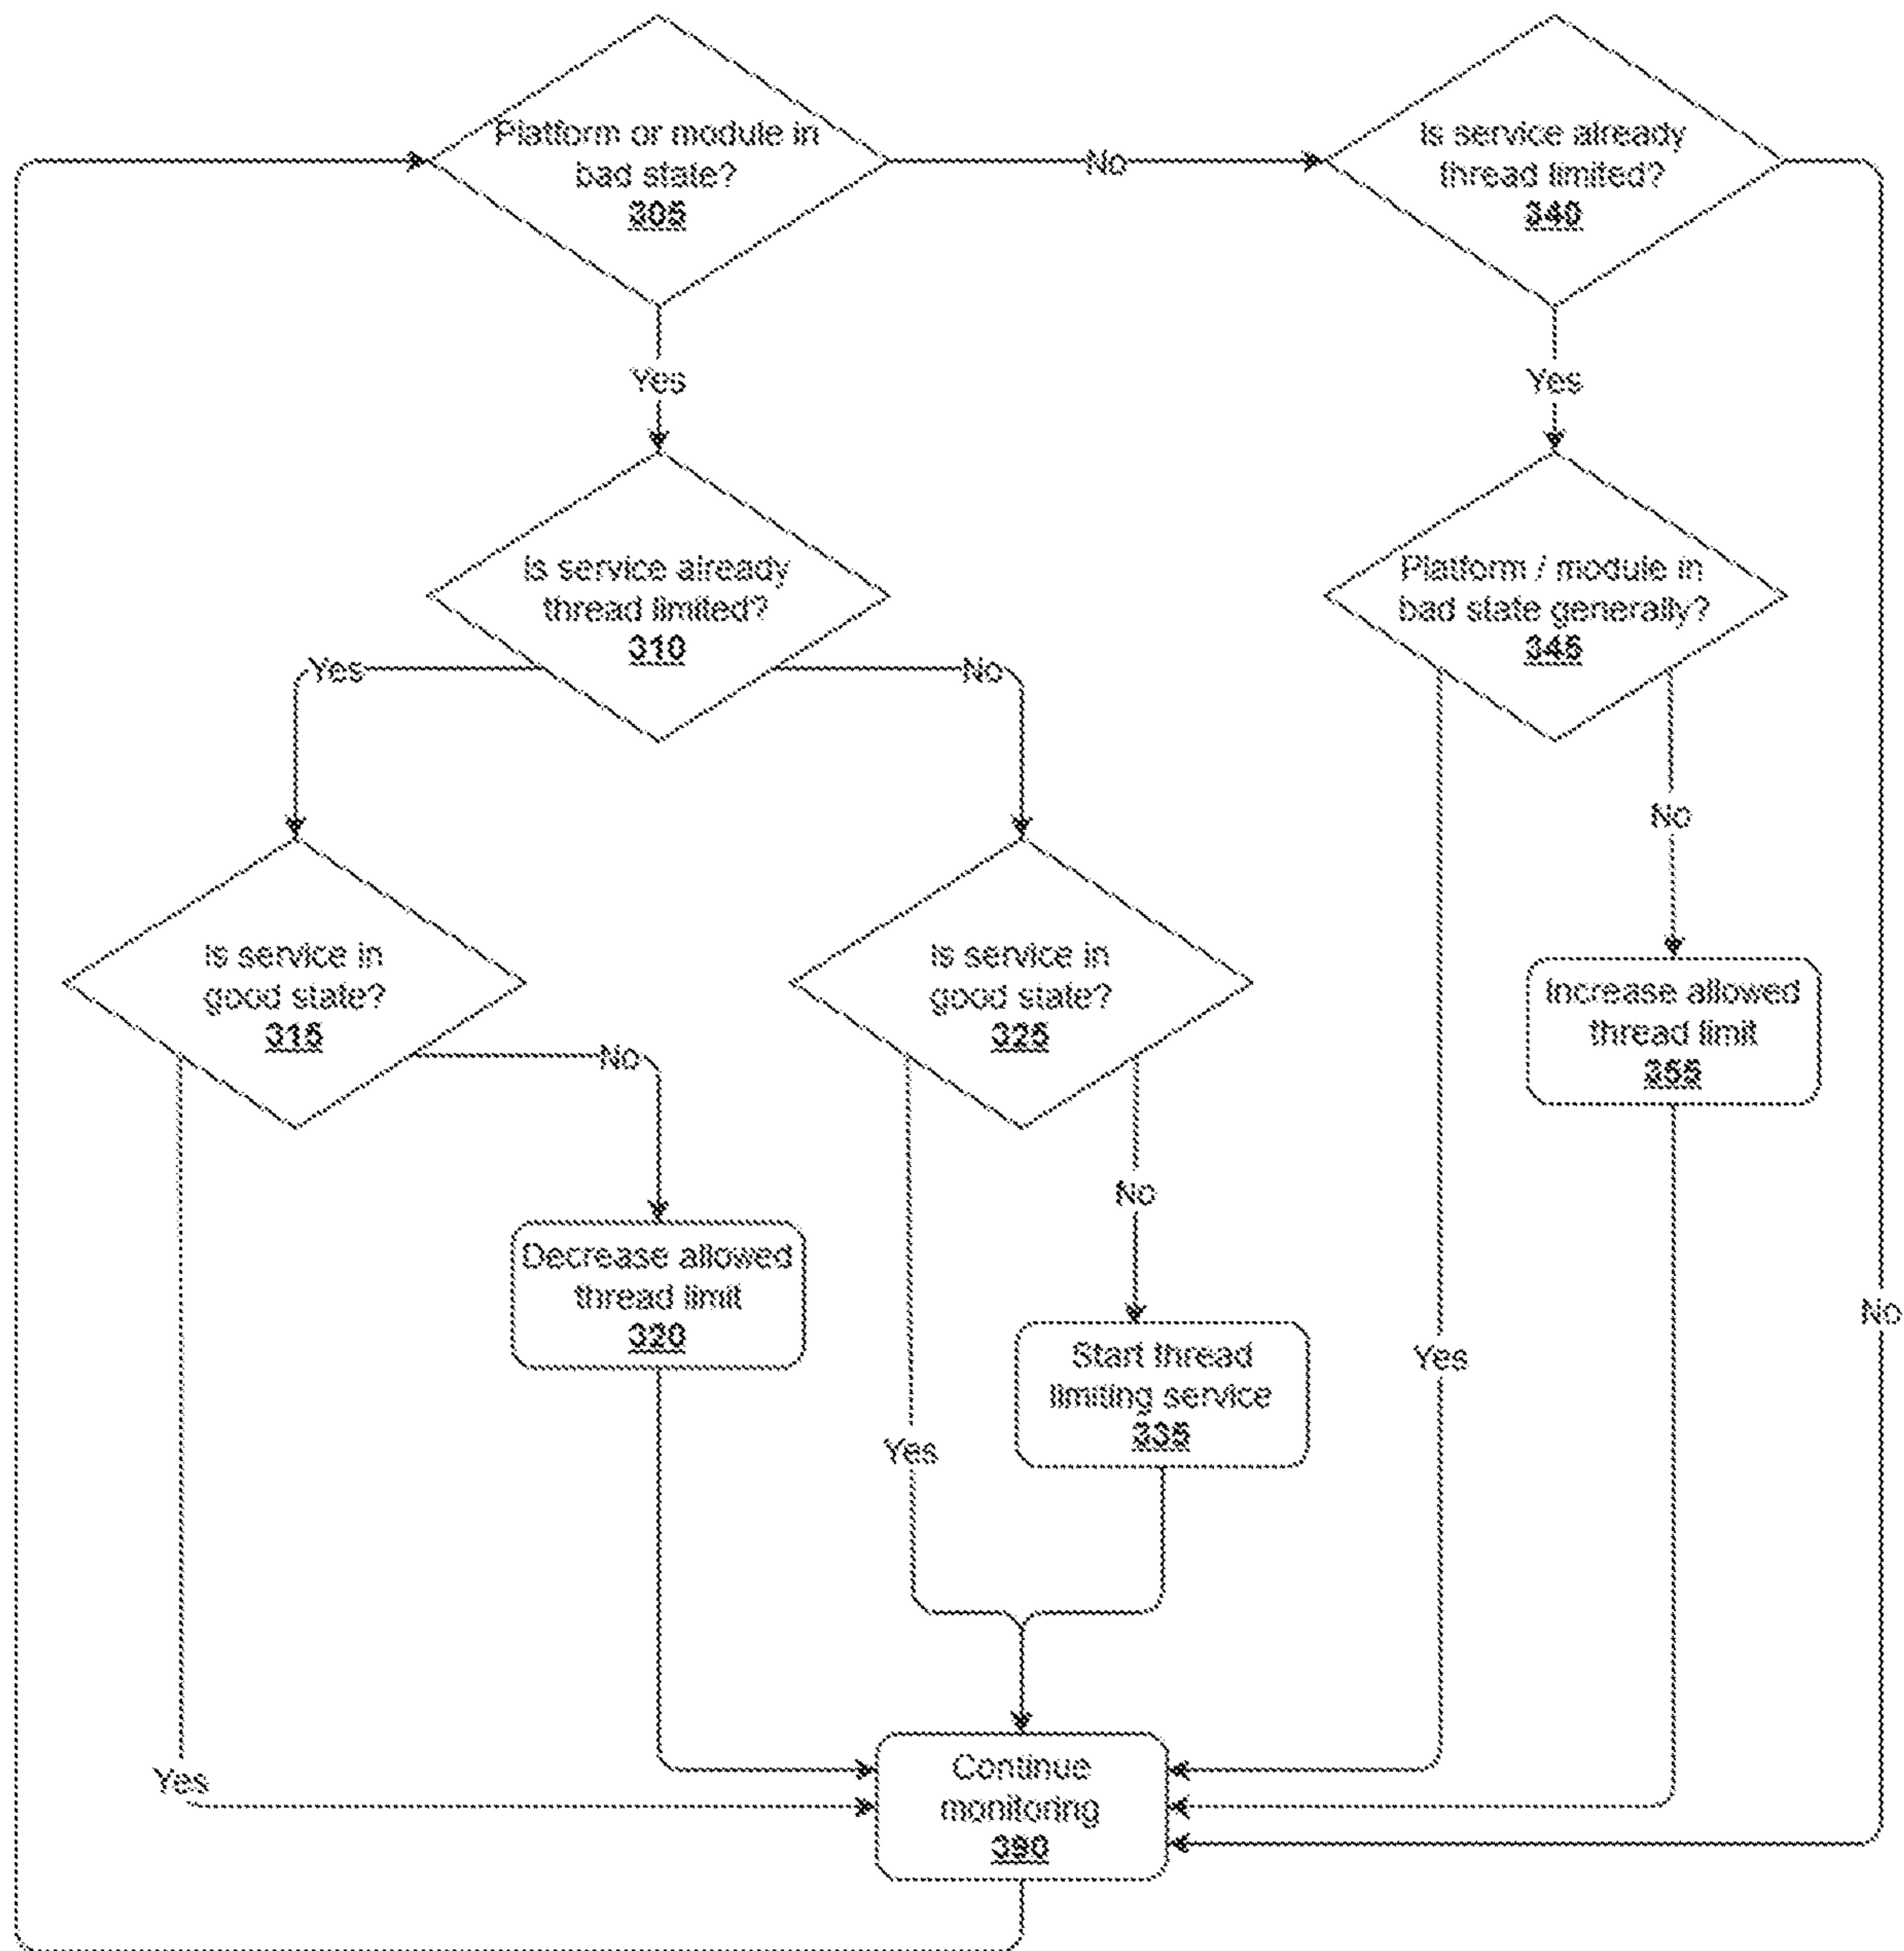 Platform or module in
bad state?
305
Is service already
thread limited?
340
No
Yes
Yes
Is service already
thread limited?
310
Platform / module in
bad state generally?
345
Yes
No
No
Is service in
good state?
315
Is service in
good state?
325
Increase allowed
thread limit
355
No
No
Decrease allowed
thread limit
320
Start thread
limiting service
335
No
Yes
Yes
Yes
Continue
monitoring
390